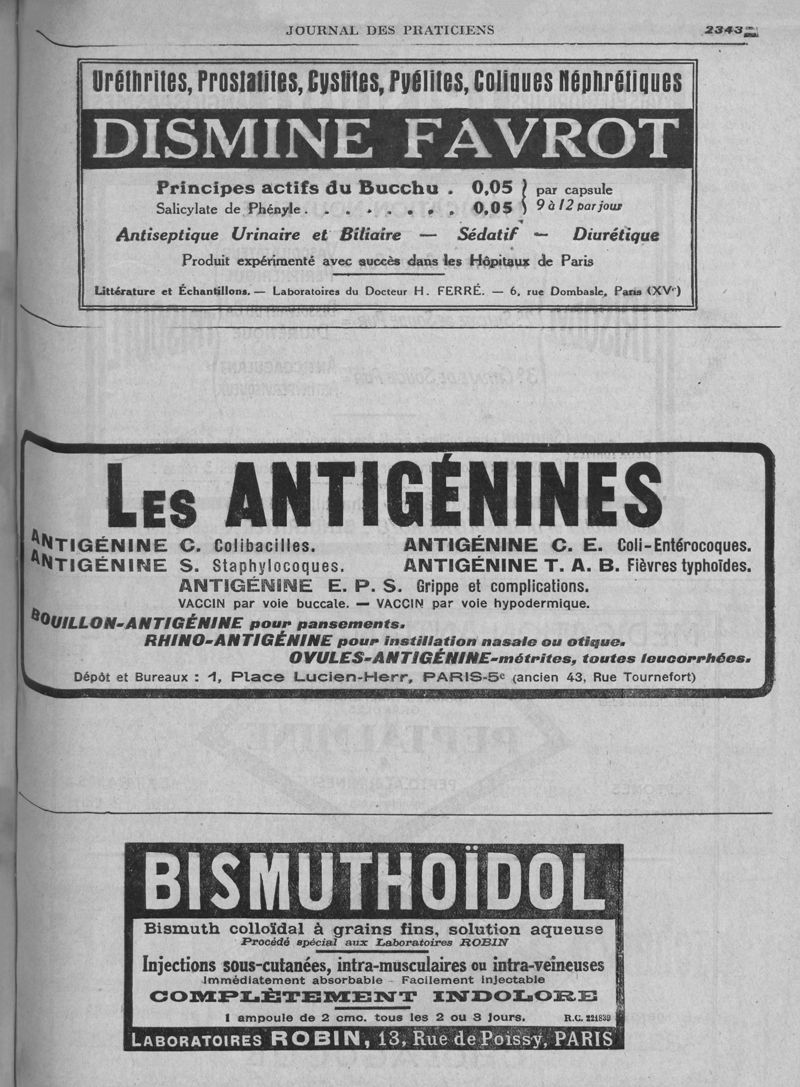 JOURNAL DES PRATICIENS 2343
Uréthrites, Prostatites, Cystites, Pyélites, Coliques Néphrétiques
DISMINE FAVROT
Principes actifs du Bucchu . 0,05 } par capsule
Salicylate de Phényle . . . . . . . . 0,05 } 9 à 12 par jour
Antiseptique Urinaire et Biliaire — Sédatif — Diurétique
Produit expérimenté avec succès dans les Hôpitaux de Paris
Littérature et Échantillons. — Laboratoires du Docteur H. FERRÉ. — 6, rue Dombasle, Paris (XVᵉ)
LES ANTIGÉNINES
ANTIGÉNINE C. Colibacilles. ANTIGÉNINE C. E. Coli-Entérocoques.
ANTIGÉNINE S. Staphylocoques. ANTIGÉNINE T. A. B. Fièvres typhoïdes.
ANTIGÉNINE E. P. S. Grippe et complications.
VACCIN par voie buccale. — VACCIN par voie hypodermique.
BOUILLON-ANTIGÉNINE pour pansements.
RHINO-ANTIGÉNINE pour instillation nasale ou otique.
OVULES-ANTIGÉNINE-métrites, toutes leucorrhées.
Dépôt et Bureaux : 1, Place Lucien-Herr, PARIS-5ᵉ (ancien 43, Rue Tournefort)
BISMUTHOÏDOL
Bismuth colloïdal à grains fins, solution aqueuse
Procédé spécial aux Laboratoires ROBIN
Injections sous-cutanées, intra-musculaires ou intra-veineuses
Immédiatement absorbable – Facilement injectable
COMPLÈTEMENT INDOLORE
1 ampoule de 2 cmc. tous les 2 ou 3 jours. R.C. 221839
LABORATOIRES ROBIN, 13, Rue de Poissy, PARIS